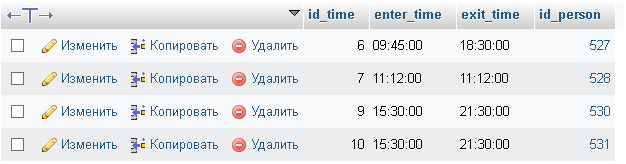 id_time enter_time exit_time id_person
Изменить Копировать Удалить 6 09:45:00 18:30:00 527
Изменить Копировать Удалить 7 11:12:00 11:12:00 528
Изменить Копировать Удалить 9 15:30:00 21:30:00 530
Изменить Копировать Удалить 10 15:30:00 21:30:00 531